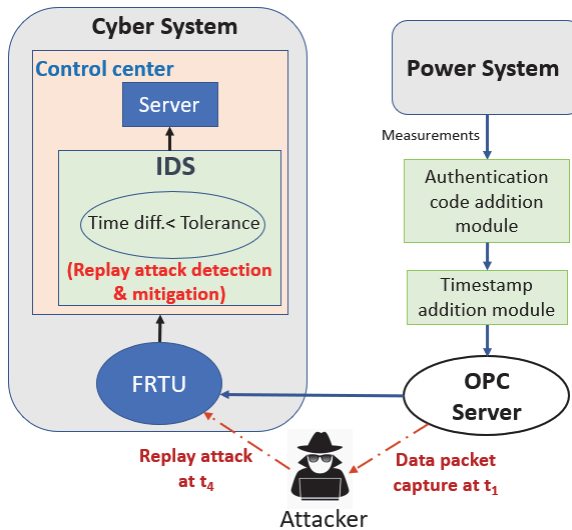 Cyber System
Control center
Server
IDS
Time diff.< Tolerance
(Replay attack detection
& mitigation)
FRTU
Power System
Measurements
Authentication
code addition
module
Timestamp
addition module
OPC
Server
Replay attack
at t₄
Data packet
capture at t₁
Attacker